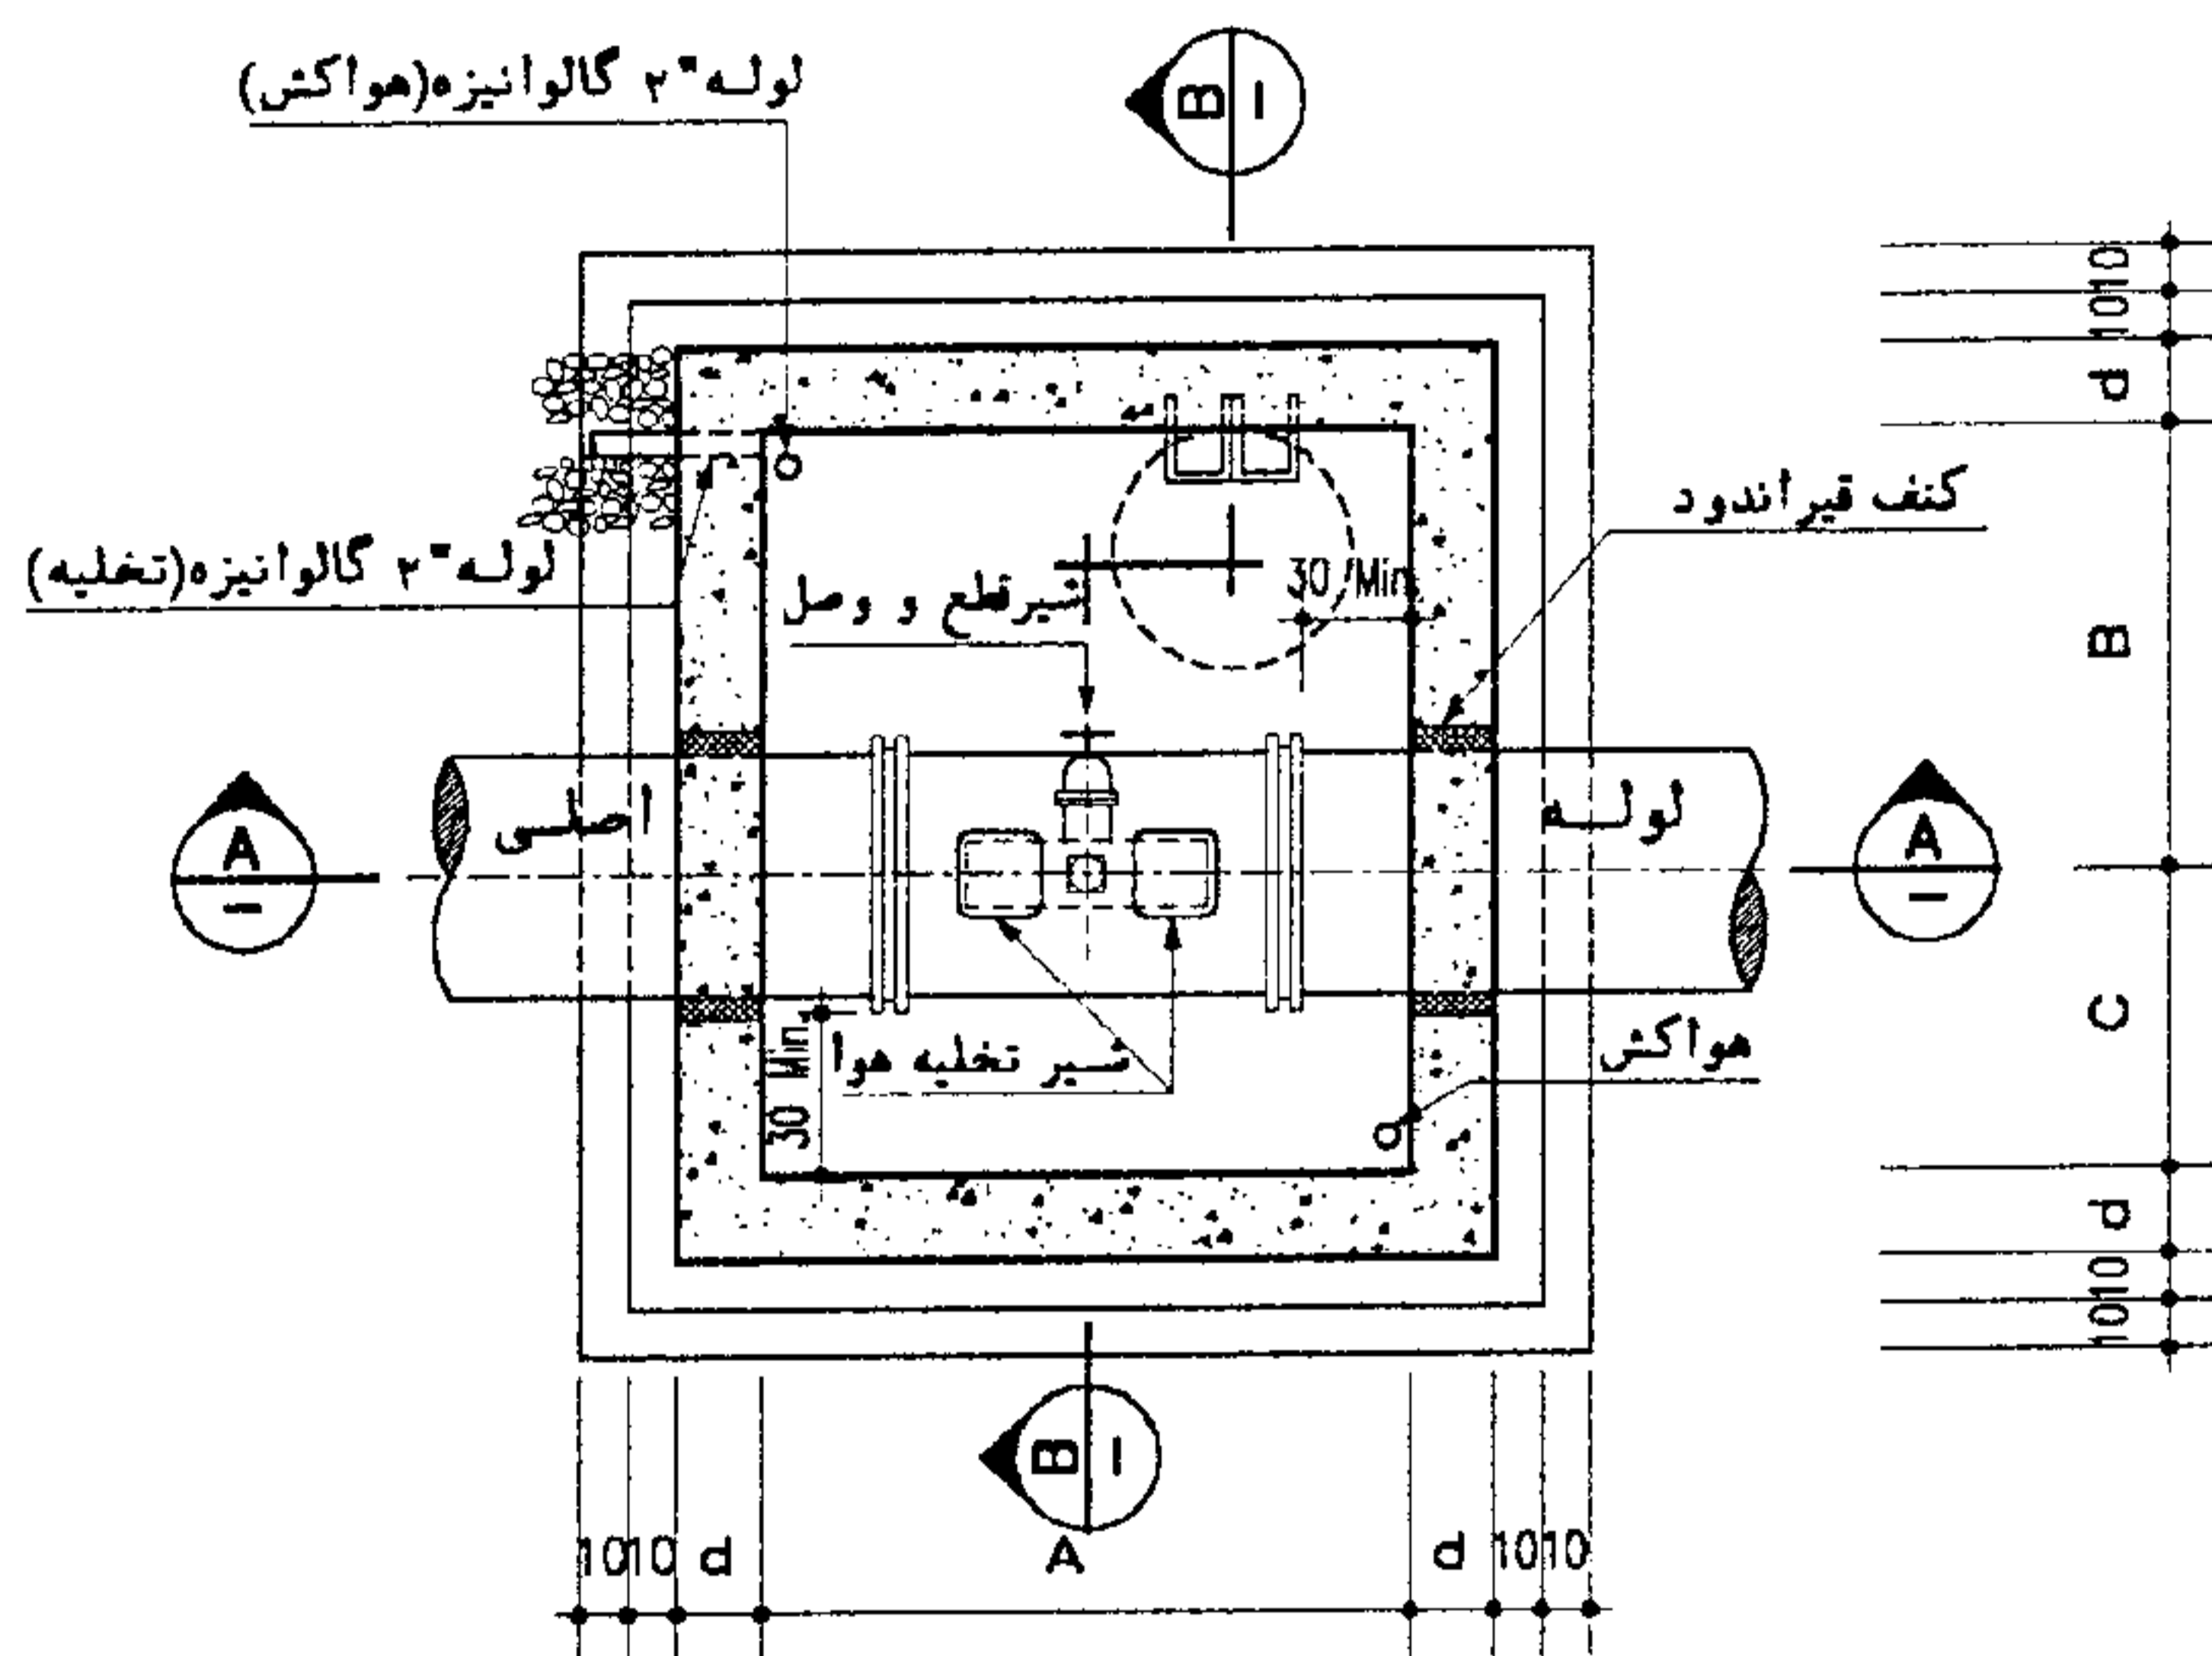 لوله ۲" گالوانیزه(هواکش)
B
–
1010
d
کنف قیراندود
لوله ۲" گالوانیزه(تخلیه)
شیرقطع و وصل
30 Min.
B
اصلی
لوله
A
–
A
–
C
30 Min.
شیر تخلیه هوا
هواکش
d
1010
B
–
1010 d
A
d 1010